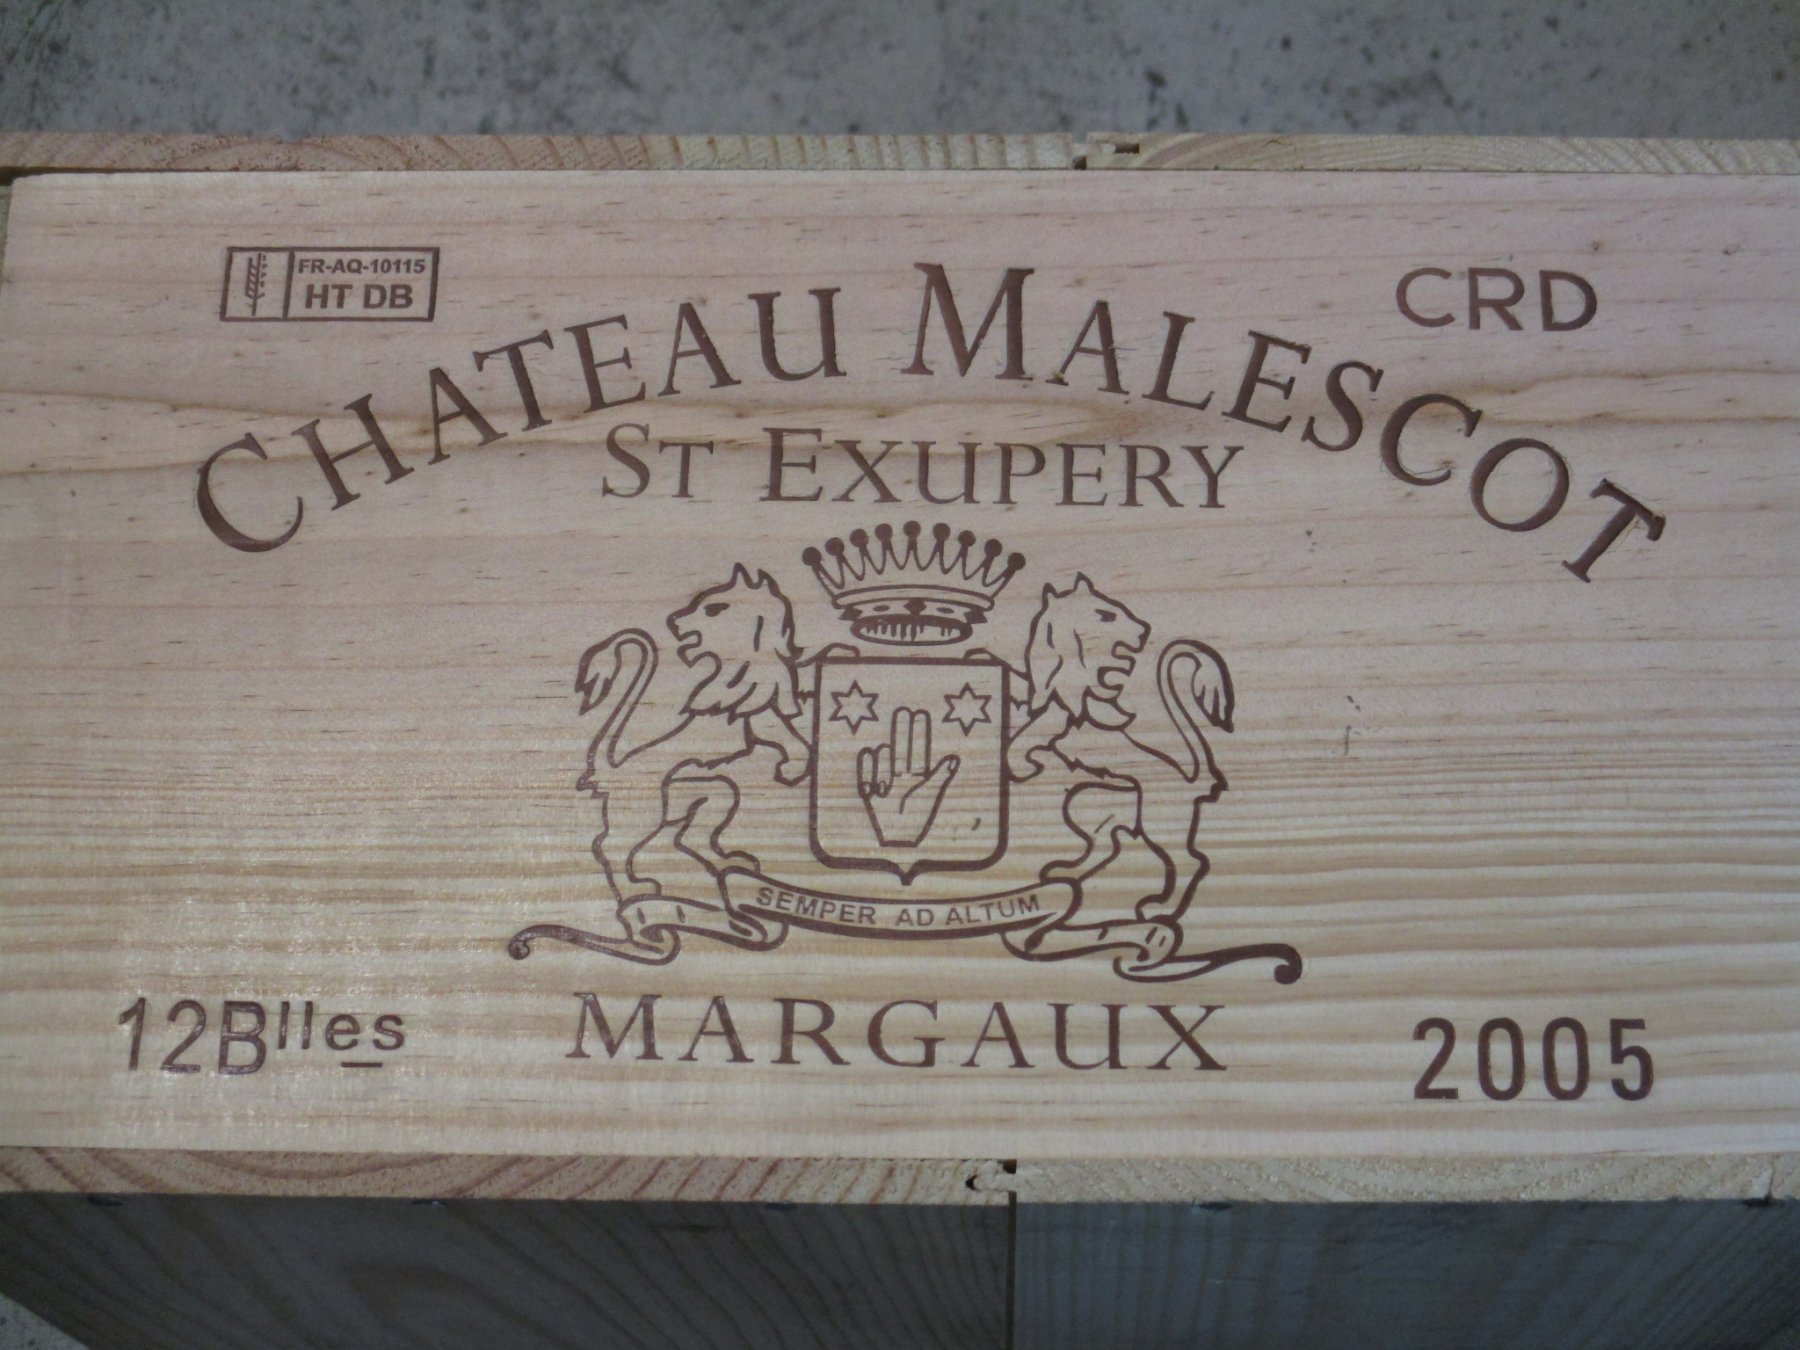 FR-AQ-10115
HT DB
CRD
CHATEAU MALESCOT
ST EXUPERY
SEMPER AD ALTUM
12Blles
MARGAUX
2005